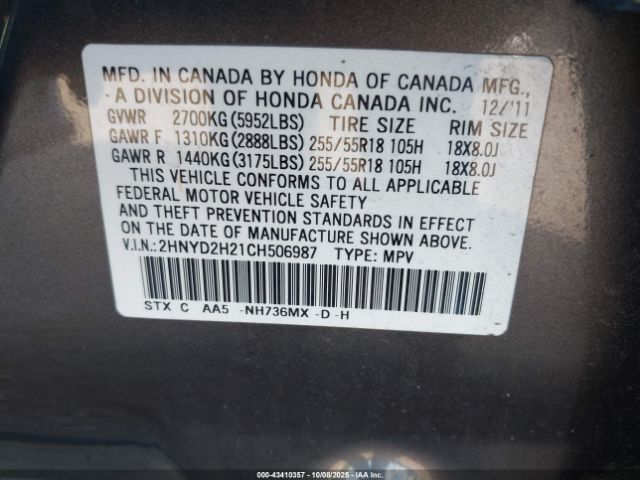 MFD. IN CANADA BY HONDA OF CANADA MFG.,
A DIVISION OF HONDA CANADA INC. 12/'11
GVWR 2700KG(5952LBS) TIRE SIZE RIM SIZE
GAWR F 1310KG(2888LBS) 255/55R18 105H 18X8.0J
GAWR R 1440KG(3175LBS) 255/55R18 105H 18X8.0J
THIS VEHICLE CONFORMS TO ALL APPLICABLE
FEDERAL MOTOR VEHICLE SAFETY
AND THEFT PREVENTION STANDARDS IN EFFECT
ON THE DATE OF MANUFACTURE SHOWN ABOVE.
V.I.N.: 2HNYD2H21CH506987 TYPE: MPV
STX C AA5 -NH736MX -D -H
000-43410357 | 10/08/2025 | IAA Inc.